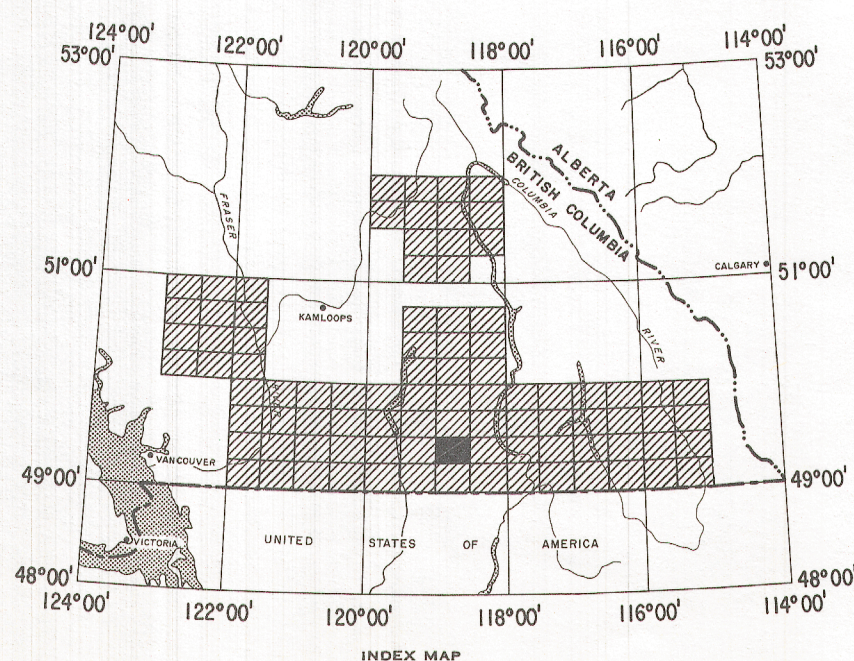 124°00' 122°00' 120°00' 118°00' 116°00' 114°00'
53°00' 53°00'
ALBERTA
BRITISH COLUMBIA
COLUMBIA
FRASER
51°00' 51°00'
CALGARY
KAMLOOPS
RIVER
RIVER
VANCOUVER
49°00' 49°00'
VICTORIA
UNITED STATES OF AMERICA
48°00' 48°00'
124°00' 122°00' 120°00' 118°00' 116°00' 114°00'
INDEX MAP